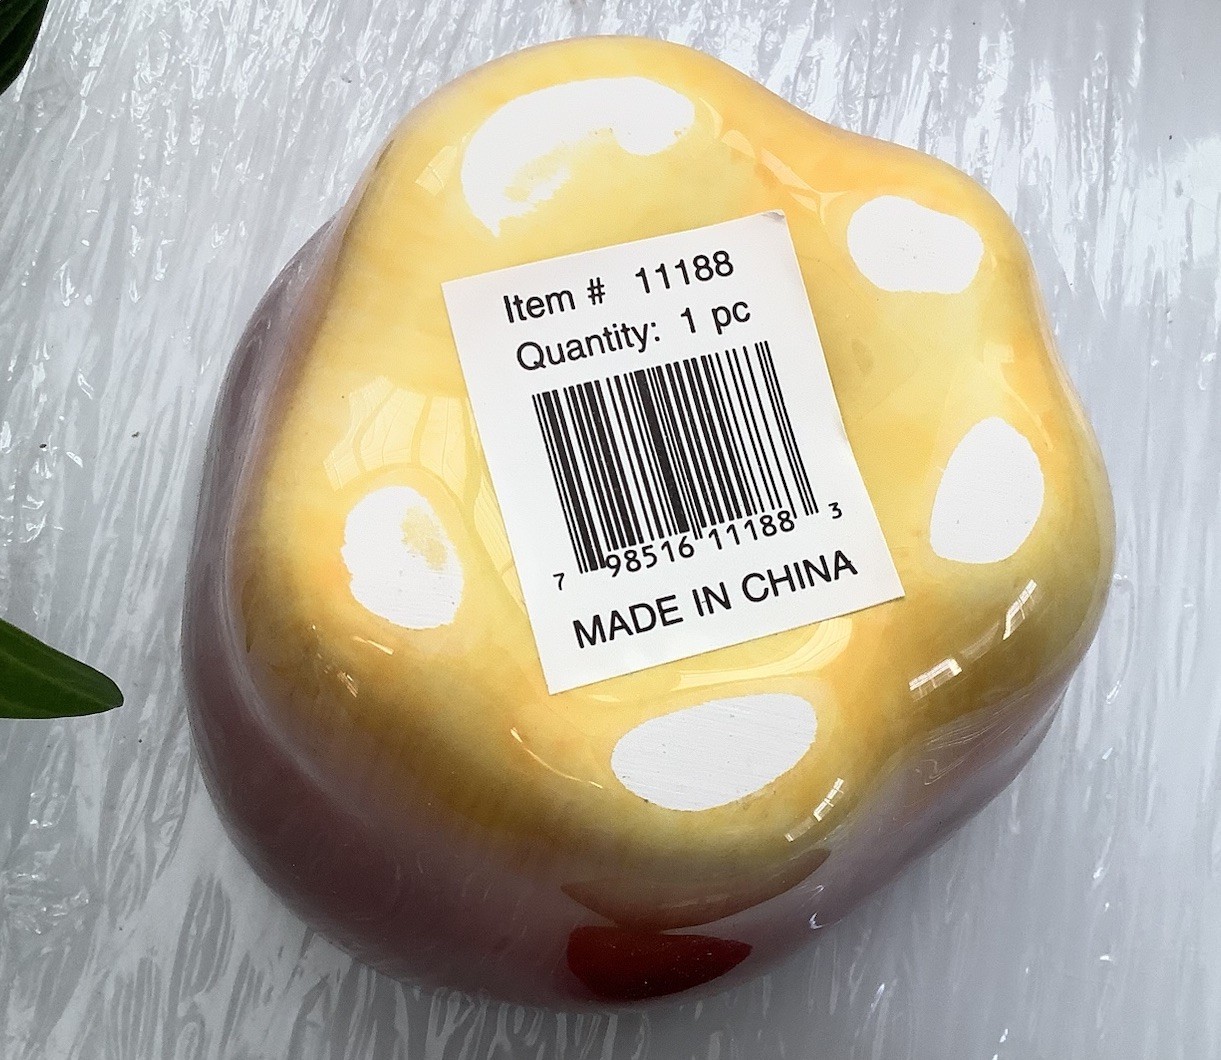 Item # 11188
Quantity: 1 pc
7 98516 11188 3
MADE IN CHINA